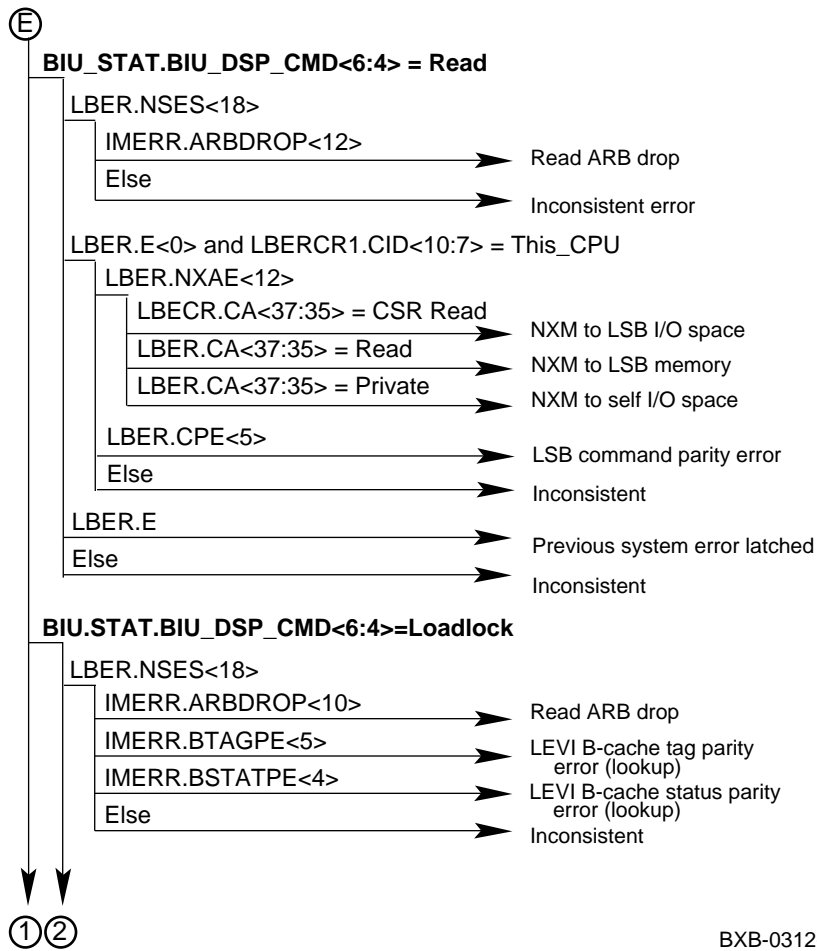 E
BIU_STAT.BIU_DSP_CMD<6:4> = Read
LBER.NSES<18>
IMERR.ARBDROP<12>
Read ARB drop
Else
Inconsistent error
LBER.E<0> and LBERCR1.CID<10:7> = This_CPU
LBER.NXAE<12>
LBECR.CA<37:35> = CSR Read
NXM to LSB I/O space
LBER.CA<37:35> = Read
NXM to LSB memory
LBER.CA<37:35> = Private
NXM to self I/O space
LBER.CPE<5>
LSB command parity error
Else
Inconsistent
LBER.E
Previous system error latched
Else
Inconsistent
BIU.STAT.BIU_DSP_CMD<6:4>=Loadlock
LBER.NSES<18>
IMERR.ARBDROP<10>
Read ARB drop
IMERR.BTAGPE<5>
LEVI B-cache tag parity
error (lookup)
IMERR.BSTATPE<4>
LEVI B-cache status parity
error (lookup)
Else
Inconsistent
1 2
BXB-0312